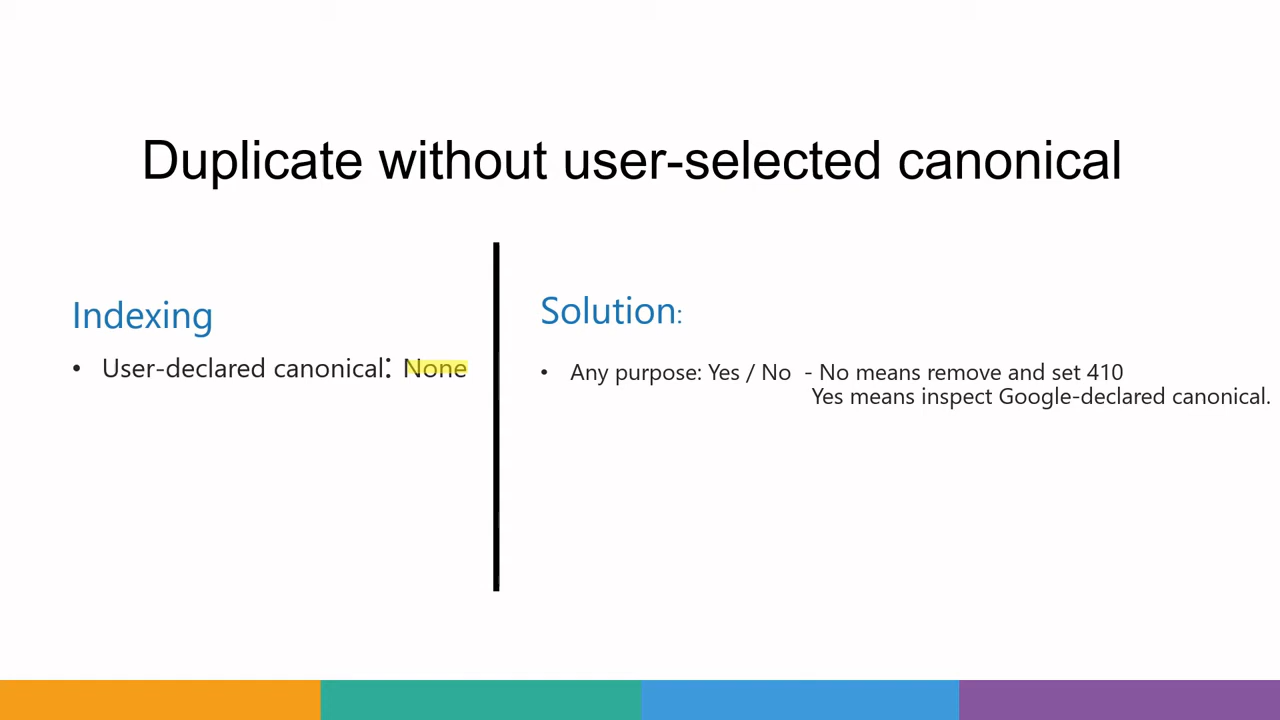 Duplicate without user-selected canonical
Indexing
• User-declared canonical: None
Solution:
• Any purpose: Yes / No - No means remove and set 410
Yes means inspect Google-declared canonical.